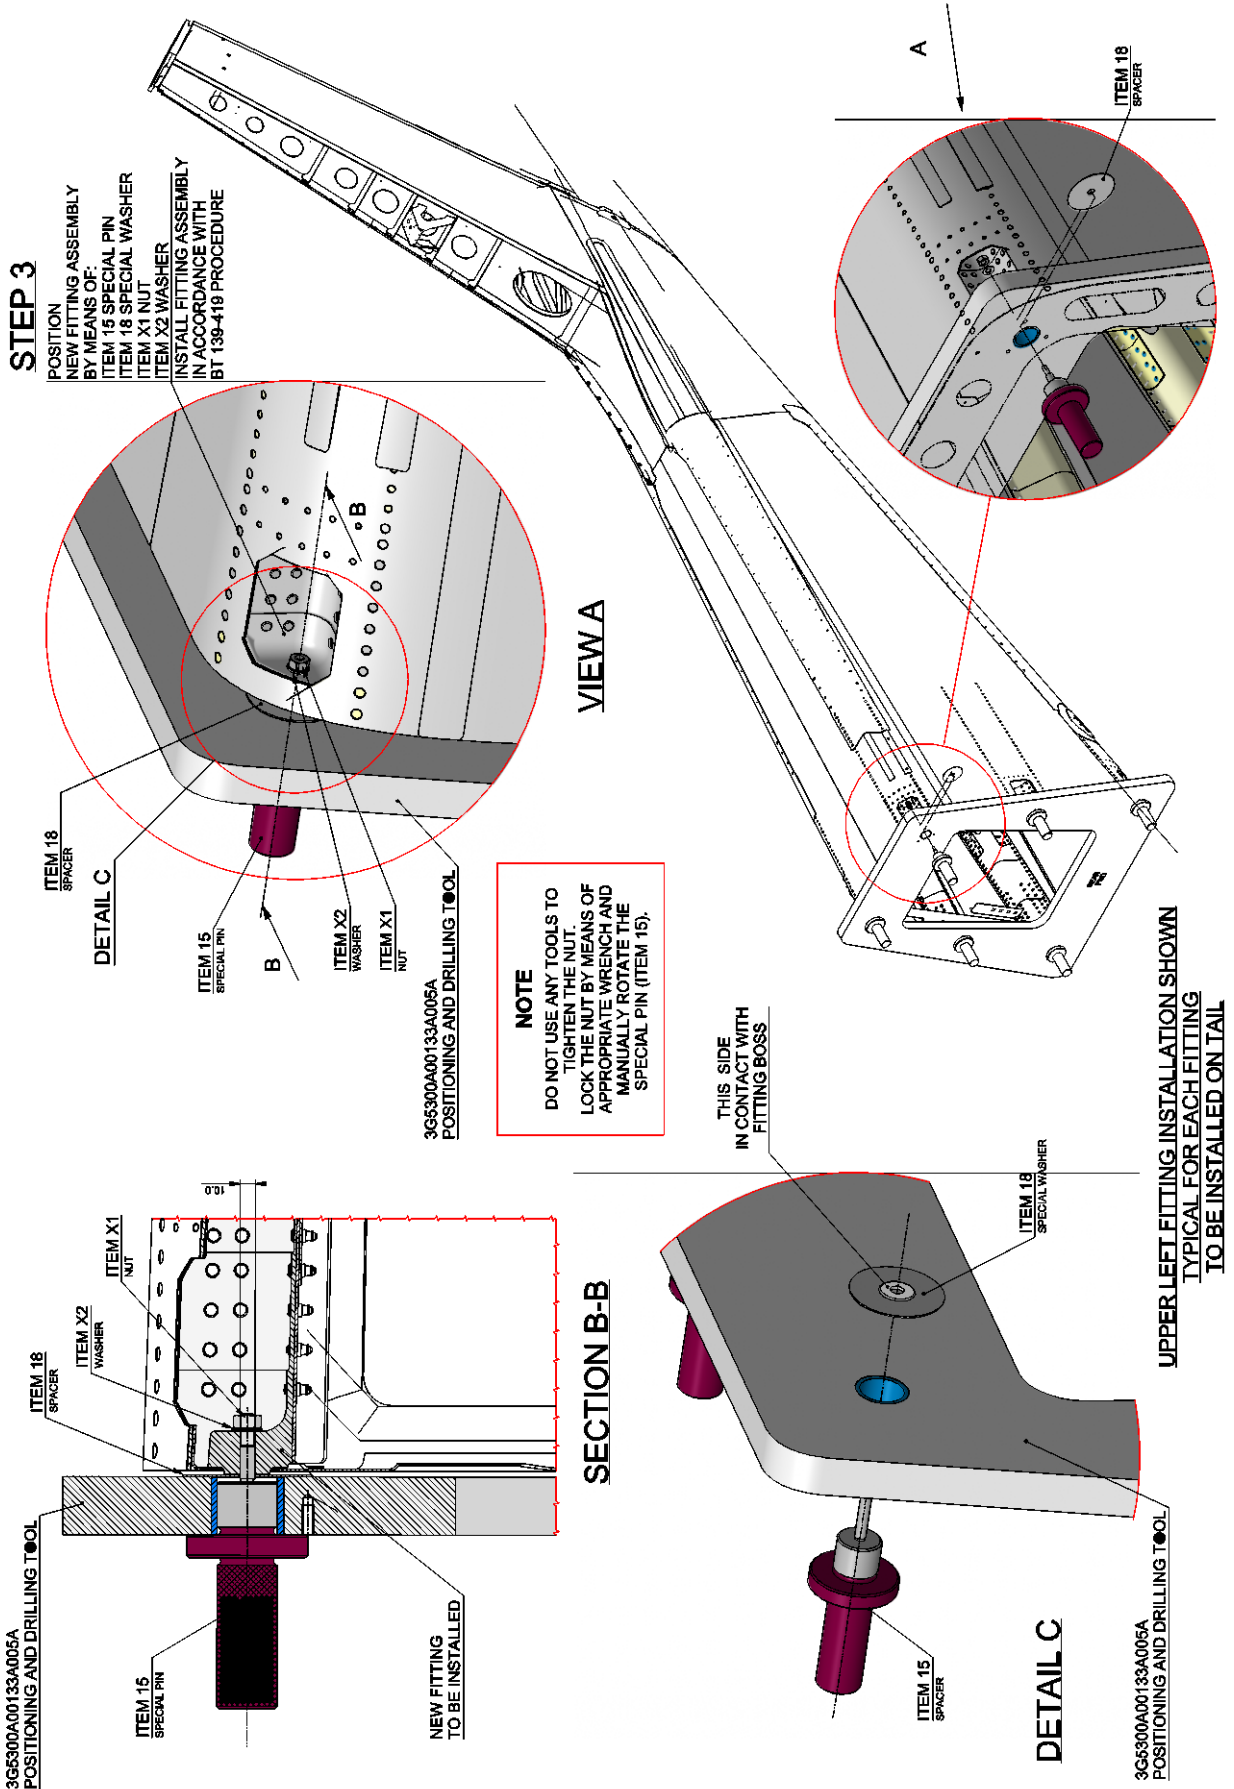 STEP 3
POSITION
NEW FITTING ASSEMBLY
BY MEANS OF:
ITEM 15 SPECIAL PIN
ITEM 18 SPECIAL WASHER
ITEM X1 NUT
ITEM X2 WASHER
INSTALL FITTING ASSEMBLY
IN ACCORDANCE WITH
BT 139-419 PROCEDURE
ITEM 18
SPACER
DETAIL C
ITEM 15
SPECIAL PIN
B
B
ITEM X2
WASHER
ITEM X1
NUT
3G5300A00133A005A
POSITIONING AND DRILLING TOOL
VIEW A
A
ITEM 18
SPACER
NOTE
DO NOT USE ANY TOOLS TO
TIGHTEN THE NUT.
LOCK THE NUT BY MEANS OF
APPROPRIATE WRENCH AND
MANUALLY ROTATE THE
SPECIAL PIN (ITEM 15).
3G5300A00133A005A
POSITIONING AND DRILLING TOOL
ITEM 18
SPACER
ITEM X2
WASHER
ITEM X1
NUT
10.0
ITEM 15
SPECIAL PIN
NEW FITTING
TO BE INSTALLED
SECTION B-B
THIS SIDE
IN CONTACT WITH
FITTING BOSS
ITEM 18
SPECIAL WASHER
ITEM 15
SPACER
DETAIL C
3G5300A00133A005A
POSITIONING AND DRILLING TOOL
UPPER LEFT FITTING INSTALLATION SHOWN
TYPICAL FOR EACH FITTING
TO BE INSTALLED ON TAIL